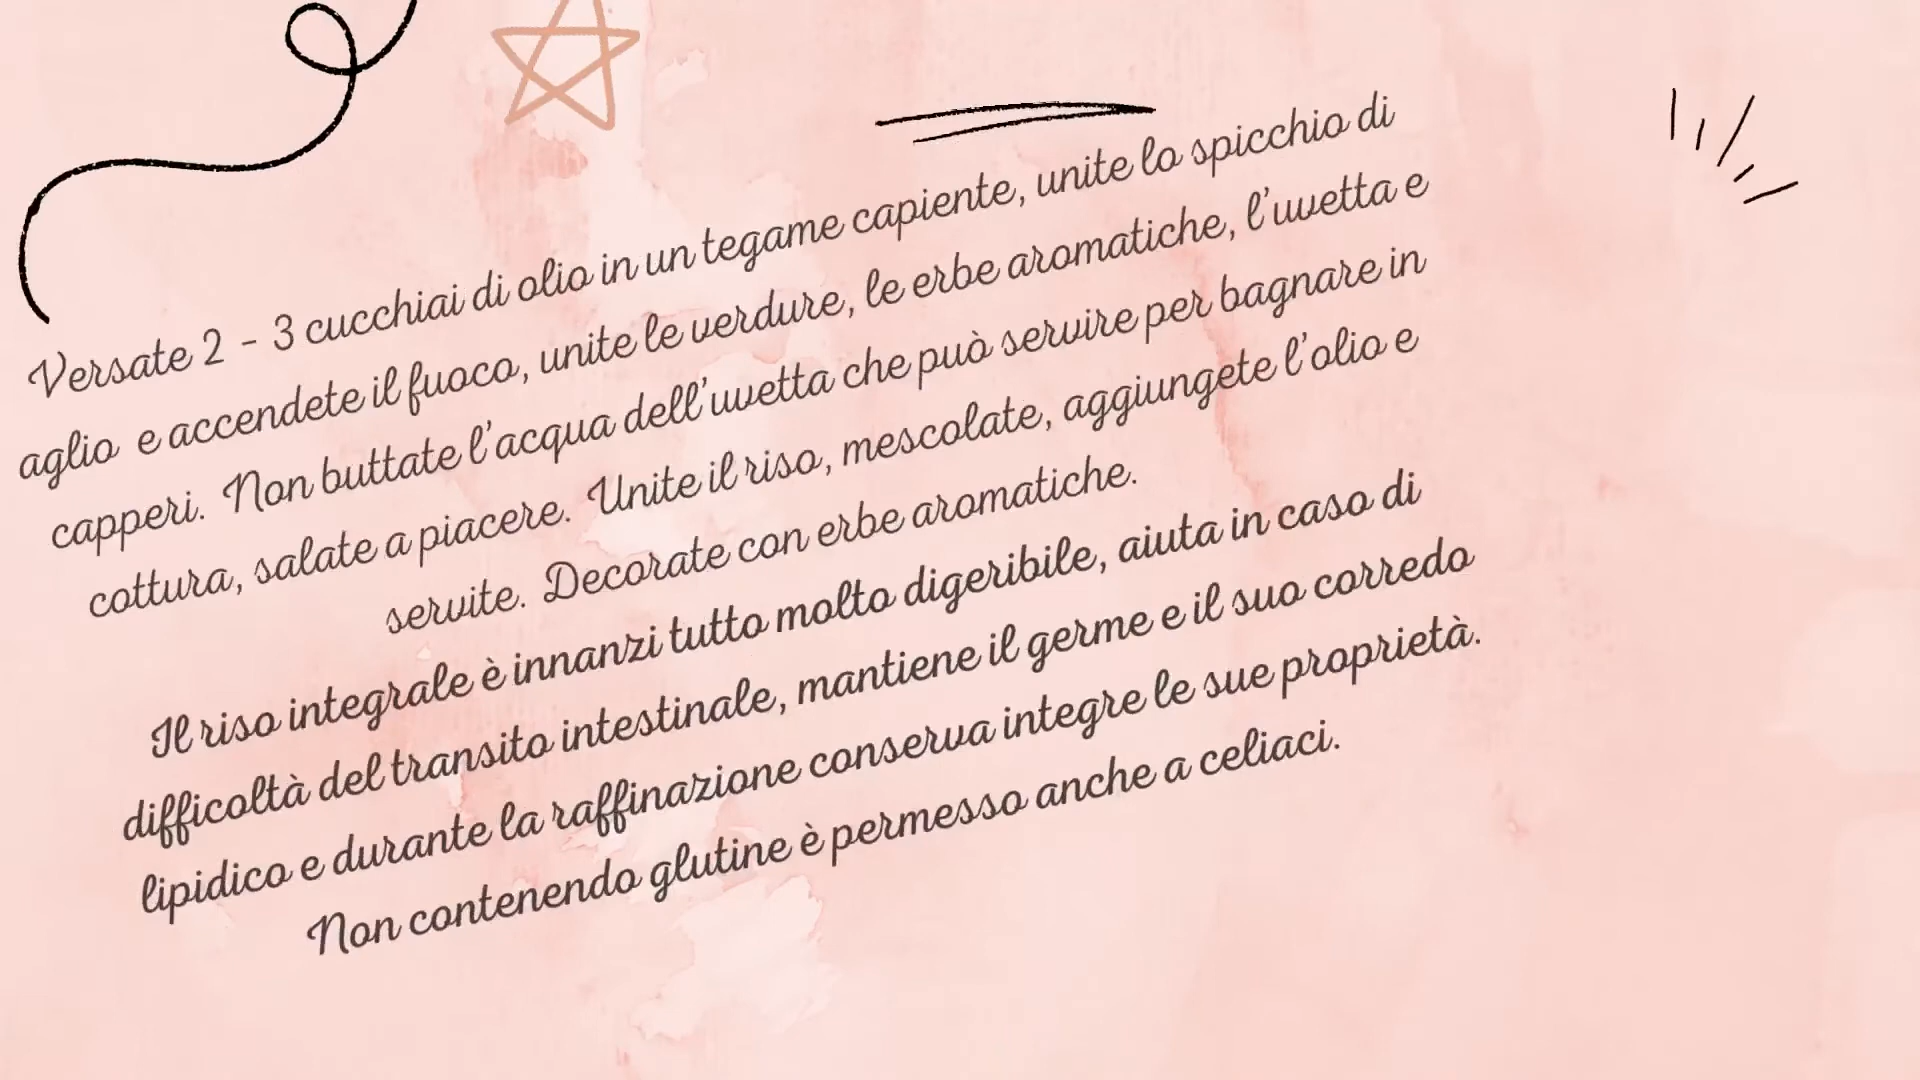 Versate 2 - 3 cucchiai di olio in un tegame capiente, unite lo spicchio di
aglio e accendete il fuoco, unite le verdure, le erbe aromatiche, l'uvetta e
capperi. Non buttate l'acqua dell'uvetta che può servire per bagnare in
cottura, salate a piacere. Unite il riso, mescolate, aggiungete l'olio e
servite. Decorate con erbe aromatiche.
Il riso integrale è innanzi tutto molto digeribile, aiuta in caso di
difficoltà del transito intestinale, mantiene il germe e il suo corredo
lipidico e durante la raffinazione conserva integre le sue proprietà.
Non contenendo glutine è permesso anche a celiaci.